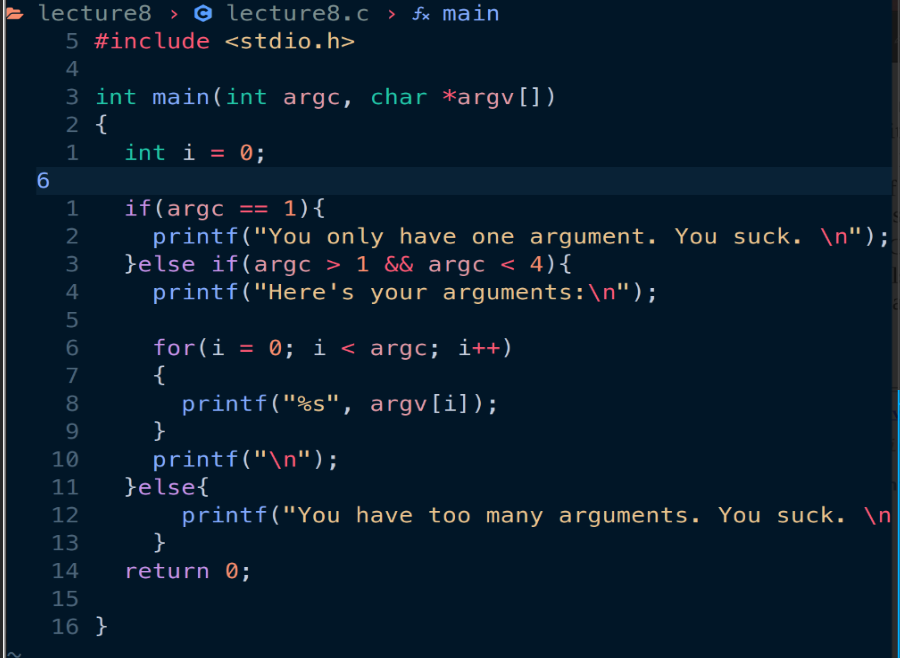 lecture8 > lecture8.c > main
5 #include <stdio.h>
4
3 int main(int argc, char *argv[])
2 {
1   int i = 0;
6
1   if(argc == 1){
2     printf("You only have one argument. You suck. \n");
3   }else if(argc > 1 && argc < 4){
4     printf("Here's your arguments:\n");
5
6     for(i = 0; i < argc; i++)
7     {
8       printf("%s", argv[i]);
9     }
10     printf("\n");
11   }else{
12       printf("You have too many arguments. You suck. \n
13     }
14   return 0;
15
16 }
~